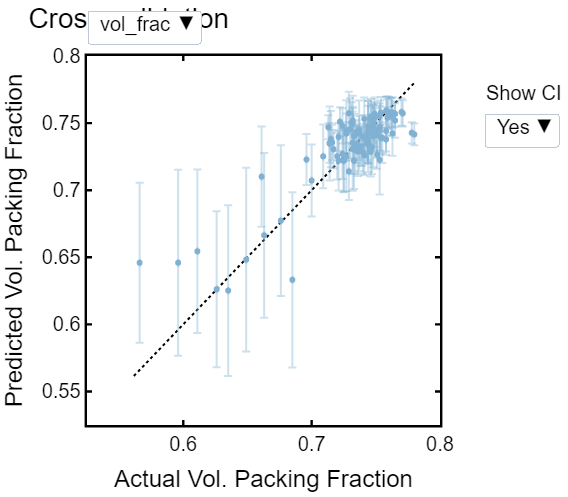 Cros
on
vol_frac ▼
Show CI
Yes ▼
Predicted Vol. Packing Fraction
0.8
0.75
0.7
0.65
0.6
0.55
0.6 0.7 0.8
Actual Vol. Packing Fraction